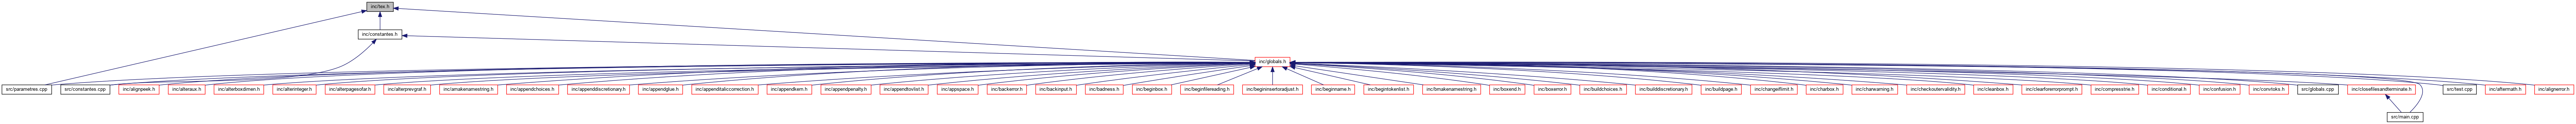 inc/tex.h
inc/constantes.h
inc/globals.h
src/parametres.cpp
src/constantes.cpp
inc/alignpeek.h
inc/alteraux.h
inc/alterboxdimen.h
inc/alterinteger.h
inc/alterpagesofar.h
inc/alterprevgraf.h
inc/amakenamestring.h
inc/appendchoices.h
inc/appenddiscretionary.h
inc/appendglue.h
inc/appenditaliccorrection.h
inc/appendkern.h
inc/appendpenalty.h
inc/appendtovlist.h
inc/appspace.h
inc/backerror.h
inc/backinput.h
inc/badness.h
inc/beginbox.h
inc/beginfilereading.h
inc/begininsertoradjust.h
inc/beginname.h
inc/begintokenlist.h
inc/bmakenamestring.h
inc/boxend.h
inc/boxerror.h
inc/buildchoices.h
inc/builddiscretionary.h
inc/buildpage.h
inc/changeiflimit.h
inc/charbox.h
inc/charwarning.h
inc/checkoutervalidity.h
inc/cleanbox.h
inc/clearforerrorprompt.h
inc/compresstrie.h
inc/conditional.h
inc/confusion.h
inc/convtoks.h
src/globals.cpp
inc/closefilesandterminate.h
src/test.cpp
inc/aftermath.h
inc/alignerror.h
src/main.cpp